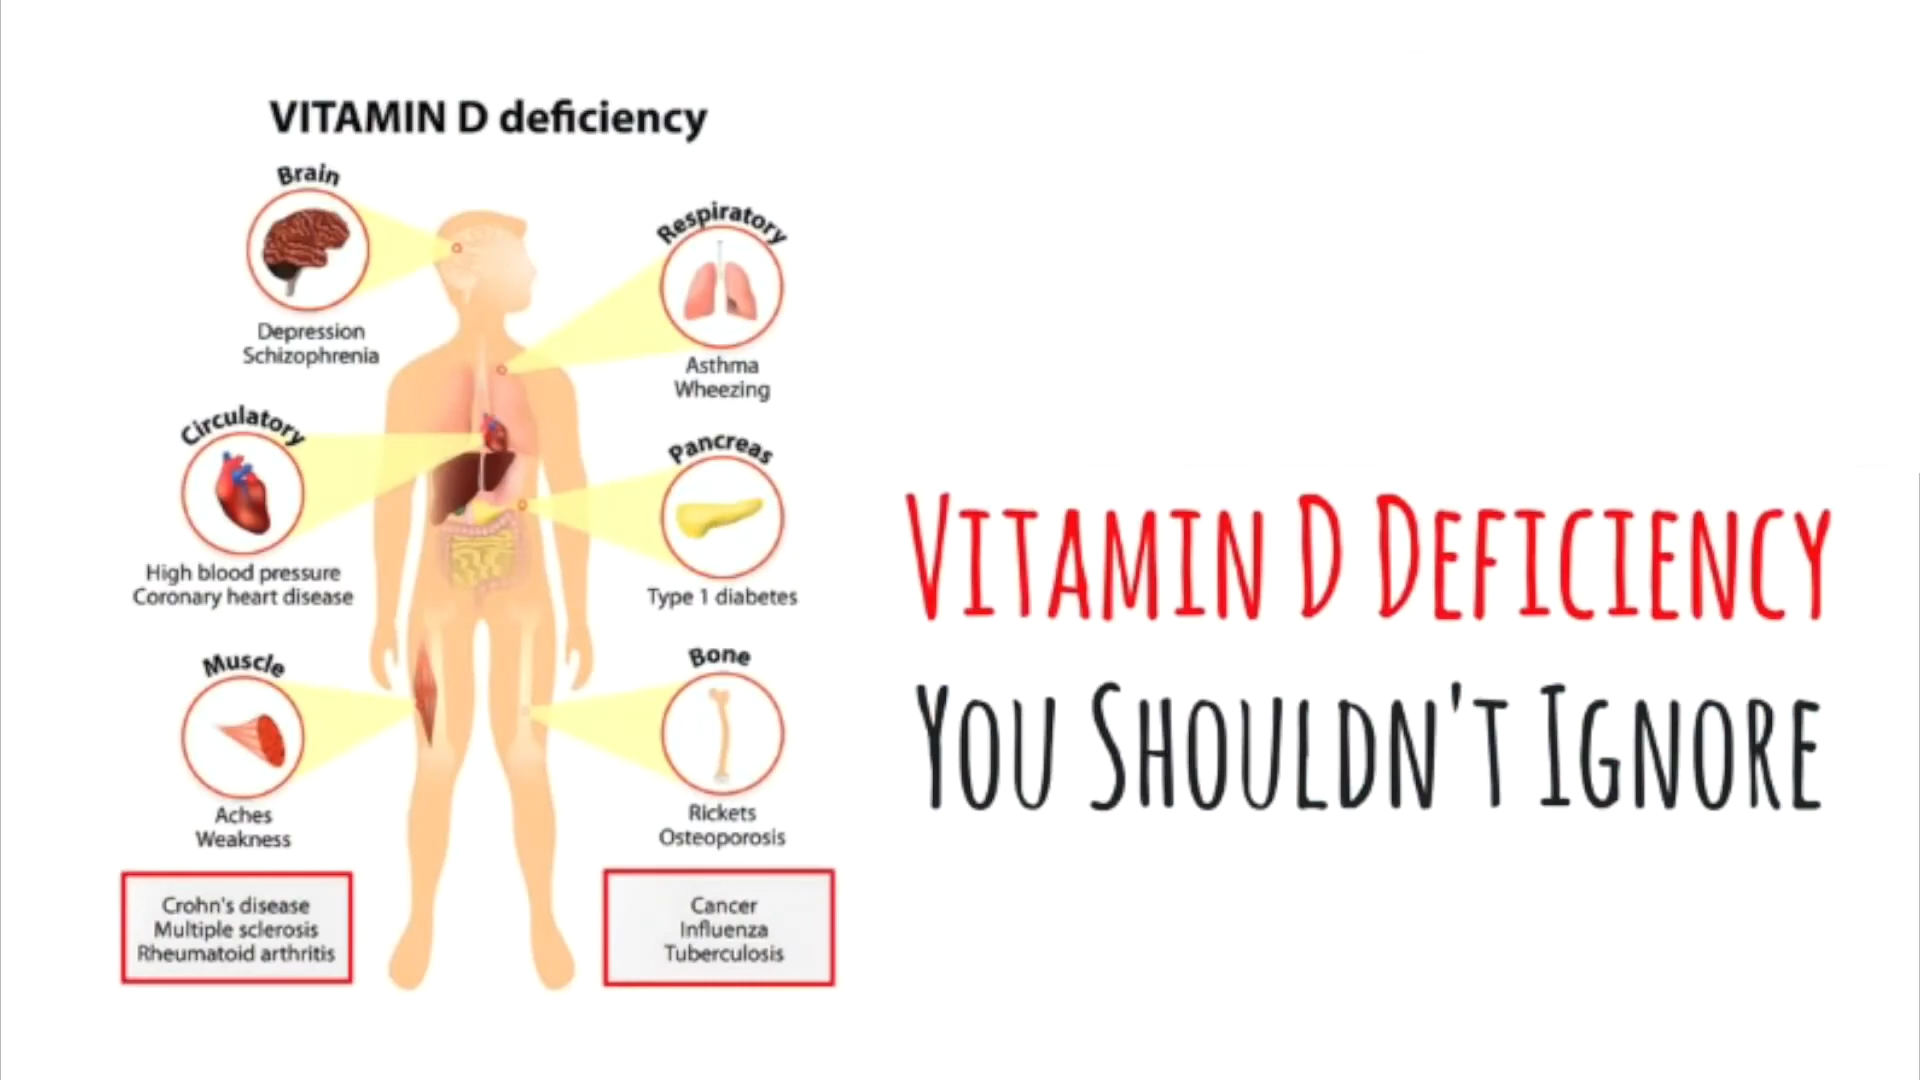 VITAMIN D deficiency
Brain
Depression
Schizophrenia
Respiratory
Asthma
Wheezing
Circulatory
High blood pressure
Coronary heart disease
Pancreas
Type 1 diabetes
Muscle
Aches
Weakness
Bone
Rickets
Osteoporosis
Crohn's disease
Multiple sclerosis
Rheumatoid arthritis
Cancer
Influenza
Tuberculosis
VITAMIN D DEFICIENCY
YOU SHOULDN'T IGNORE